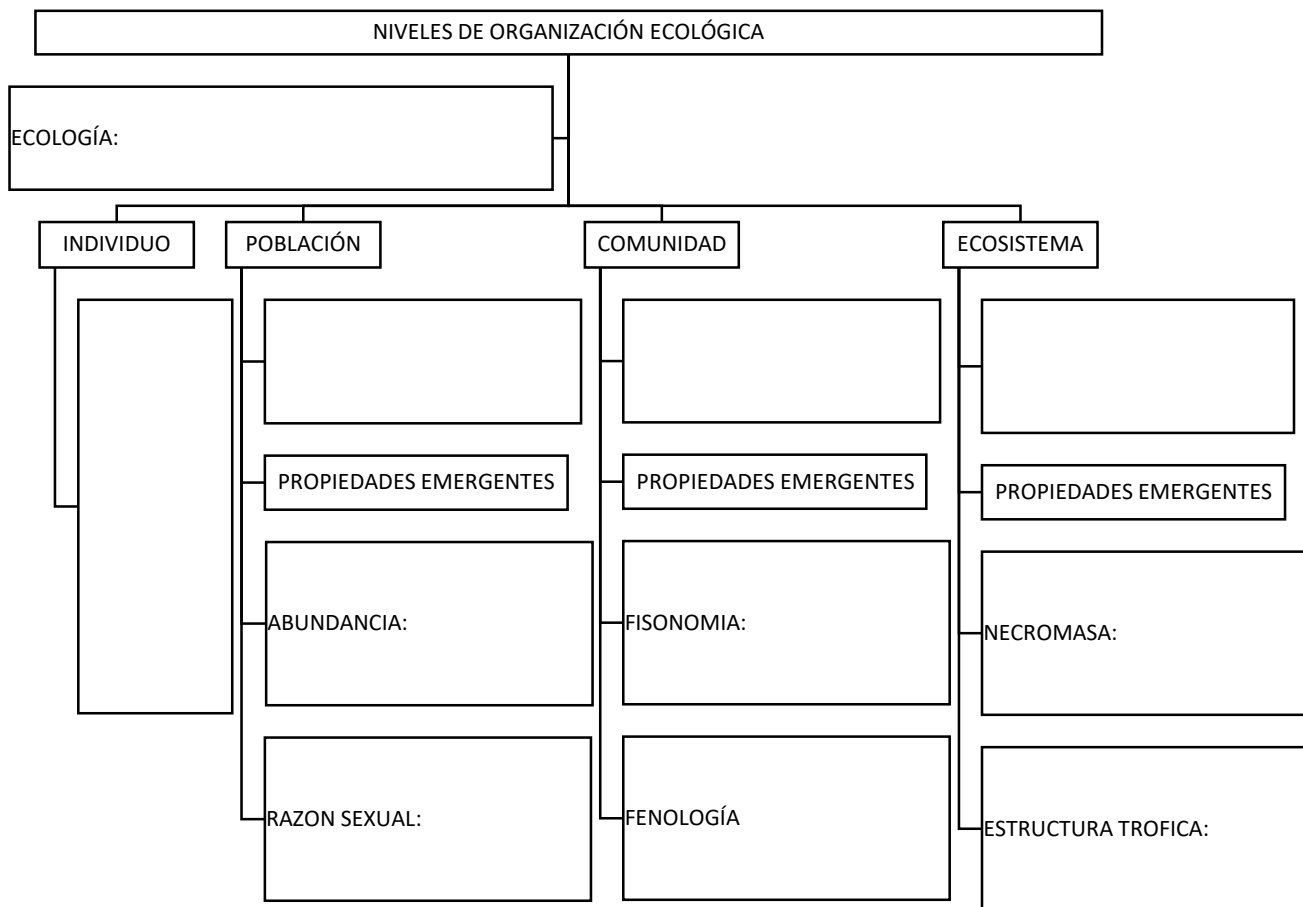 NIVELES DE ORGANIZACIÓN ECOLÓGICA
ECOLOGÍA:
INDIVIDUO
POBLACIÓN
COMUNIDAD
ECOSISTEMA
PROPIEDADES EMERGENTES
PROPIEDADES EMERGENTES
PROPIEDADES EMERGENTES
ABUNDANCIA:
FISONOMIA:
NECROMASA:
RAZON SEXUAL:
FENOLOGÍA
ESTRUCTURA TROFICA: